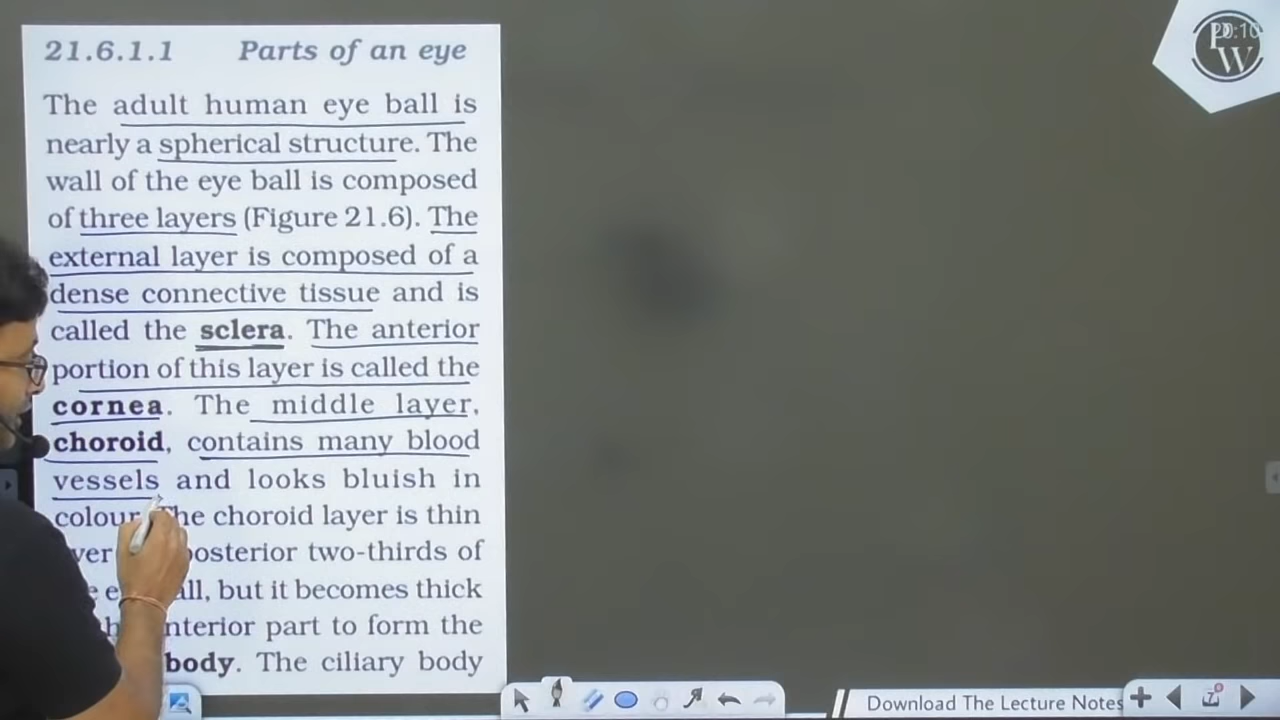 21.6.1.1 Parts of an eye
The adult human eye ball is
nearly a spherical structure. The
wall of the eye ball is composed
of three layers (Figure 21.6). The
external layer is composed of a
dense connective tissue and is
called the sclera. The anterior
portion of this layer is called the
cornea. The middle layer,
choroid, contains many blood
vessels and looks bluish in
colour The choroid layer is thin
posterior two-thirds of
but it becomes thick
part to form the
body. The ciliary body
PW
Download The Lecture Notes